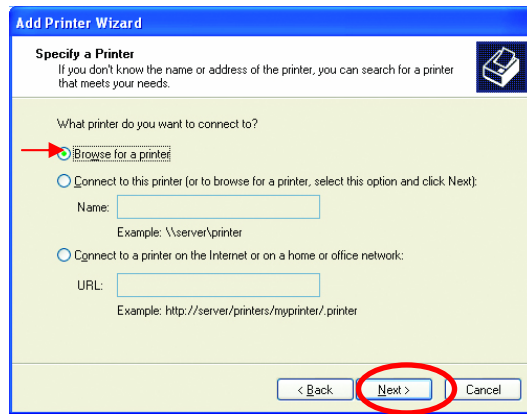 Add Printer Wizard
Specify a Printer
If you don't know the name or address of the printer, you can search for a printer
that meets your needs.
What printer do you want to connect to?
Browse for a printer
Connect to this printer (or to browse for a printer, select this option and click Next):
Name:
Example: \\server\printer
Connect to a printer on the Internet or on a home or office network:
URL:
Example: http://server/printers/myprinter/.printer
< Back Next > Cancel